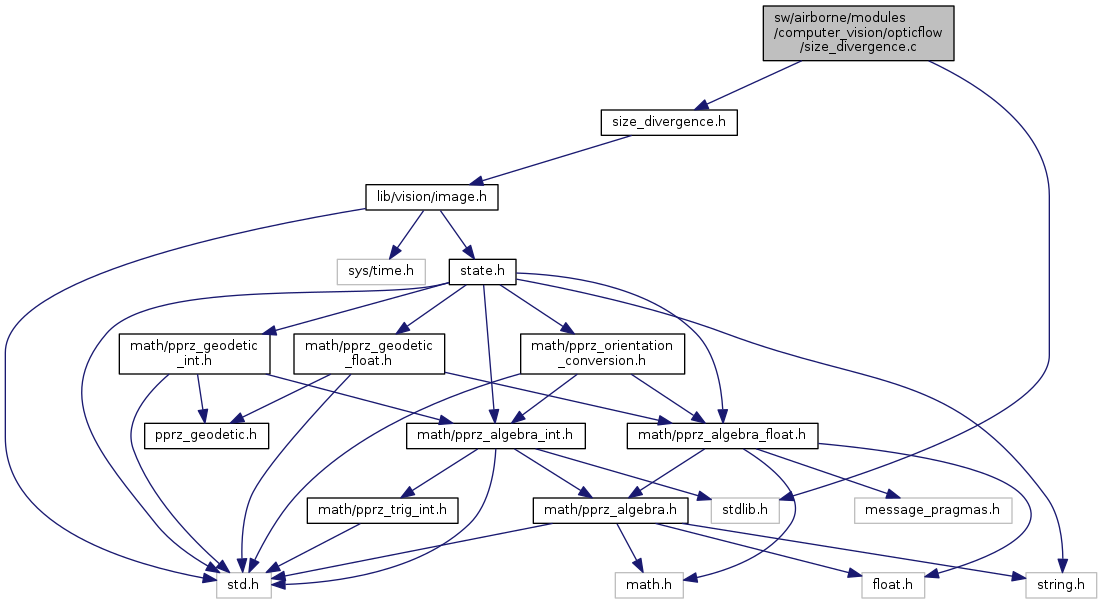 sw/airborne/modules
/computer_vision/opticflow
/size_divergence.c
size_divergence.h
lib/vision/image.h
sys/time.h
state.h
math/pprz_geodetic
_int.h
math/pprz_geodetic
_float.h
math/pprz_orientation
_conversion.h
pprz_geodetic.h
math/pprz_algebra_int.h
math/pprz_algebra_float.h
math/pprz_trig_int.h
math/pprz_algebra.h
stdlib.h
message_pragmas.h
std.h
math.h
float.h
string.h